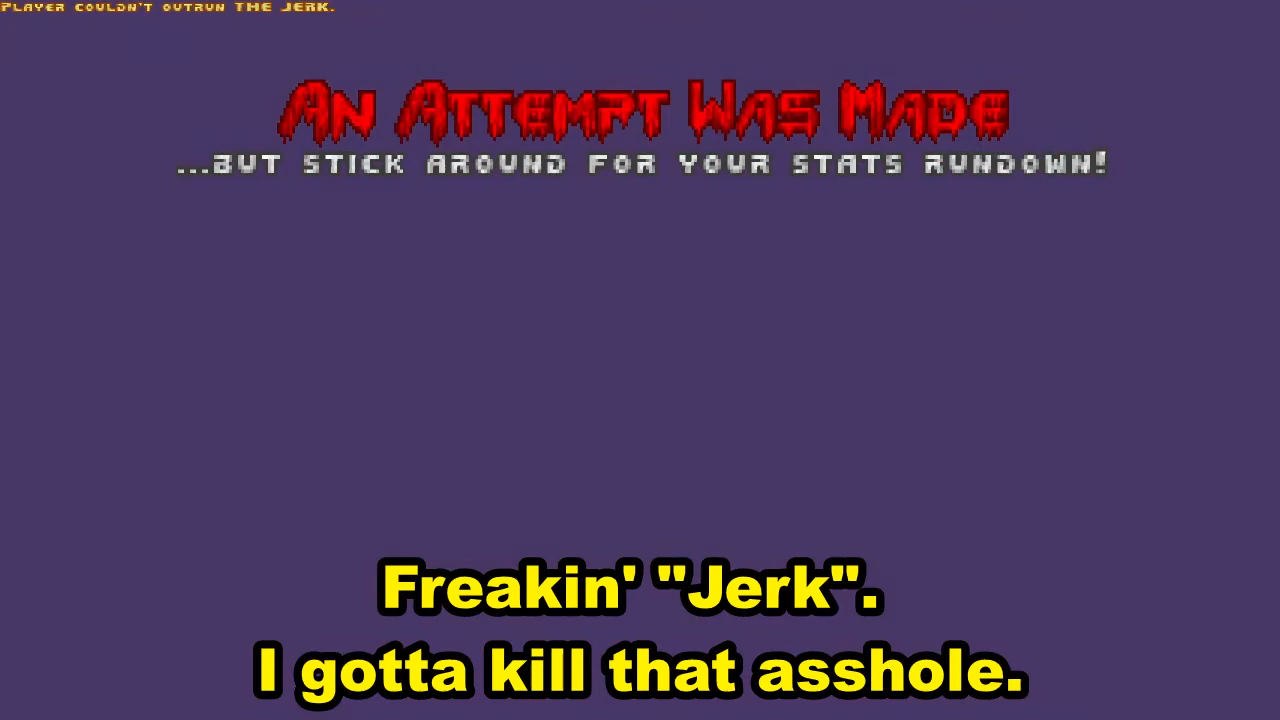 Player couldn't outrun THE JERK.
An Attempt Was Made
...BUT STICK AROUND FOR YOUR STATS RUNDOWN!
Freakin' "Jerk".
I gotta kill that asshole.